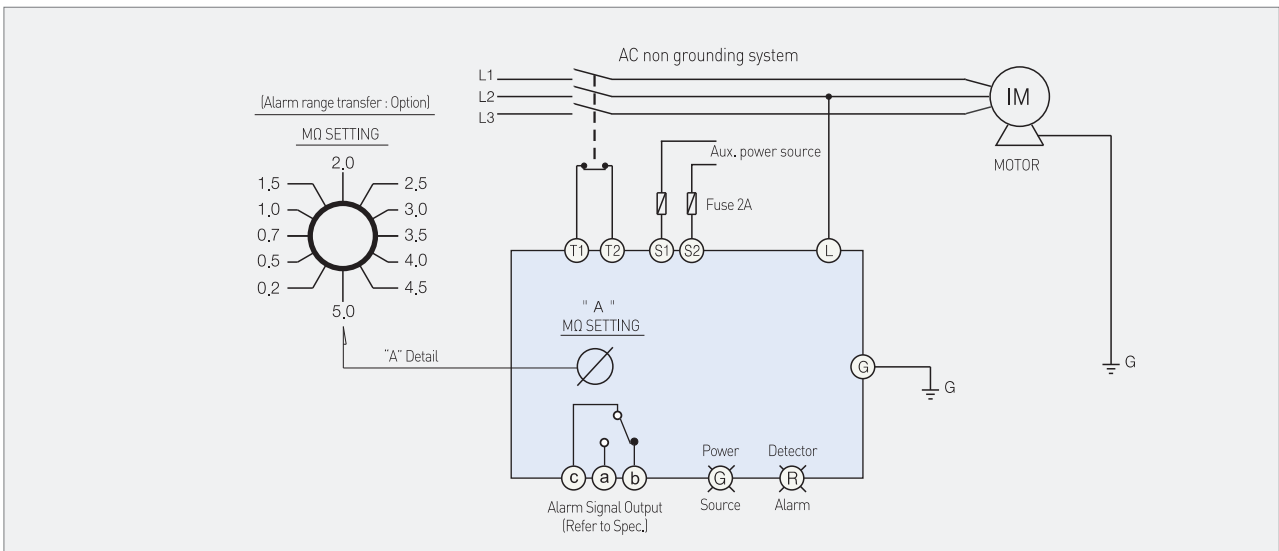 AC non grounding system
L1
L2
L3
IM
MOTOR
(Alarm range transfer : Option)
MΩ SETTING
2.0
1.5
2.5
1.0
3.0
0.7
3.5
0.5
4.0
0.2
4.5
5.0
"A" Detail
Aux. power source
Fuse 2A
T1
T2
S1
S2
L
" A "
MΩ SETTING
G
G
G
c
a
b
Alarm Signal Output
(Refer to Spec.)
Power
G
Source
Detector
R
Alarm